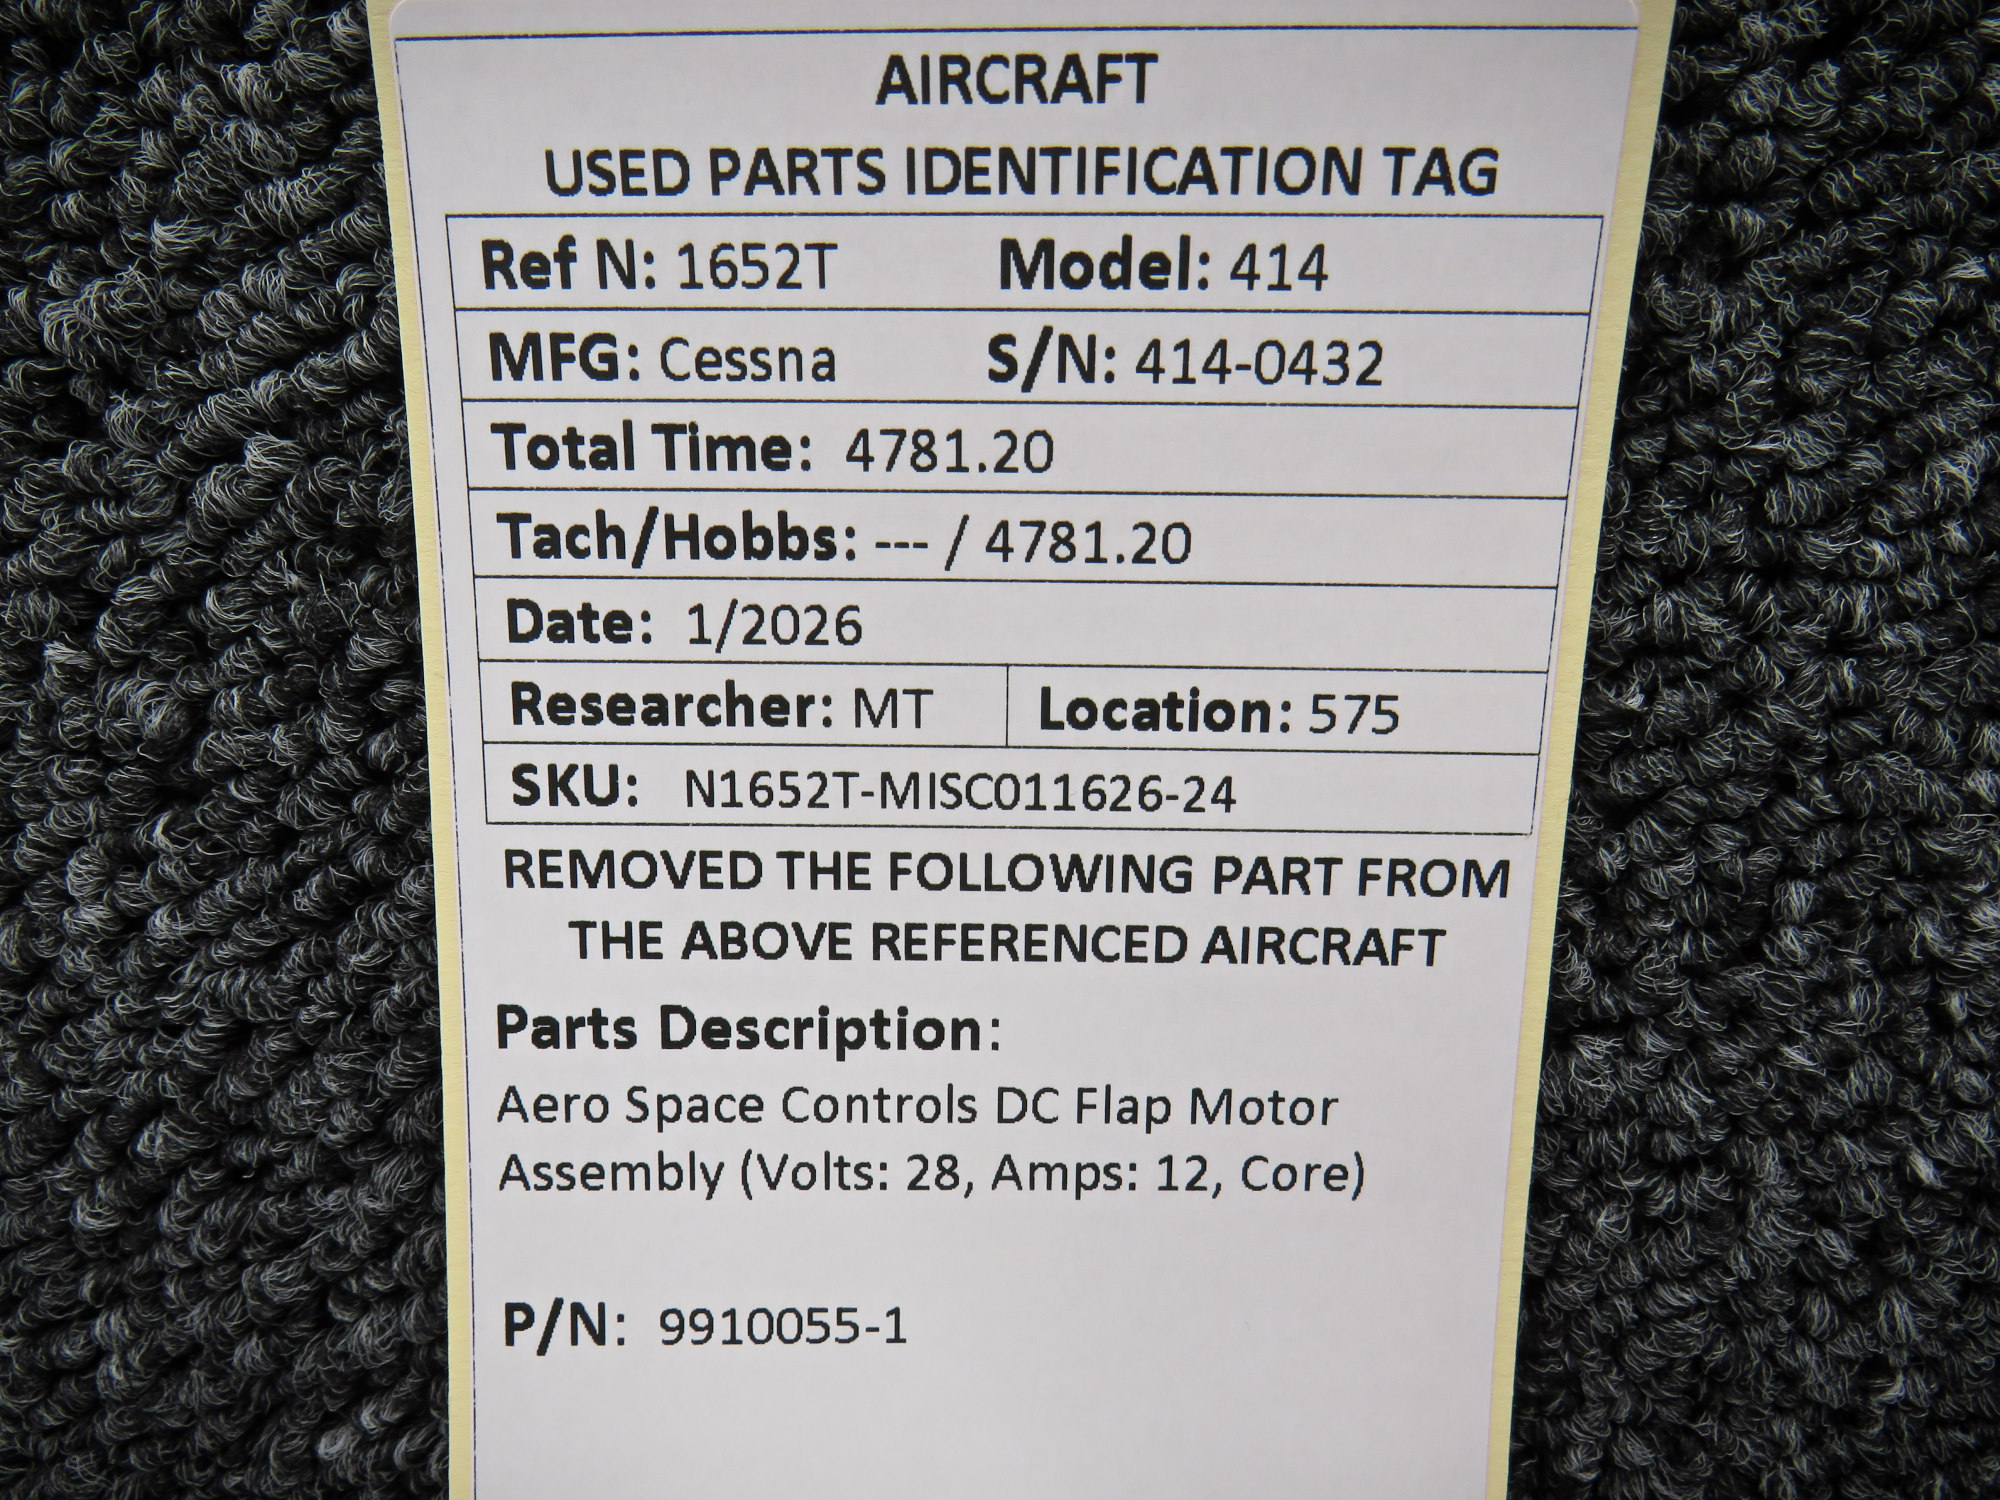 AIRCRAFT
USED PARTS IDENTIFICATION TAG
Ref N: 1652T Model: 414
MFG: Cessna S/N: 414-0432
Total Time: 4781.20
Tach/Hobbs: --- / 4781.20
Date: 1/2026
Researcher: MT Location: 575
SKU: N1652T-MISC011626-24
REMOVED THE FOLLOWING PART FROM
THE ABOVE REFERENCED AIRCRAFT
Parts Description:
Aero Space Controls DC Flap Motor
Assembly (Volts: 28, Amps: 12, Core)
P/N: 9910055-1